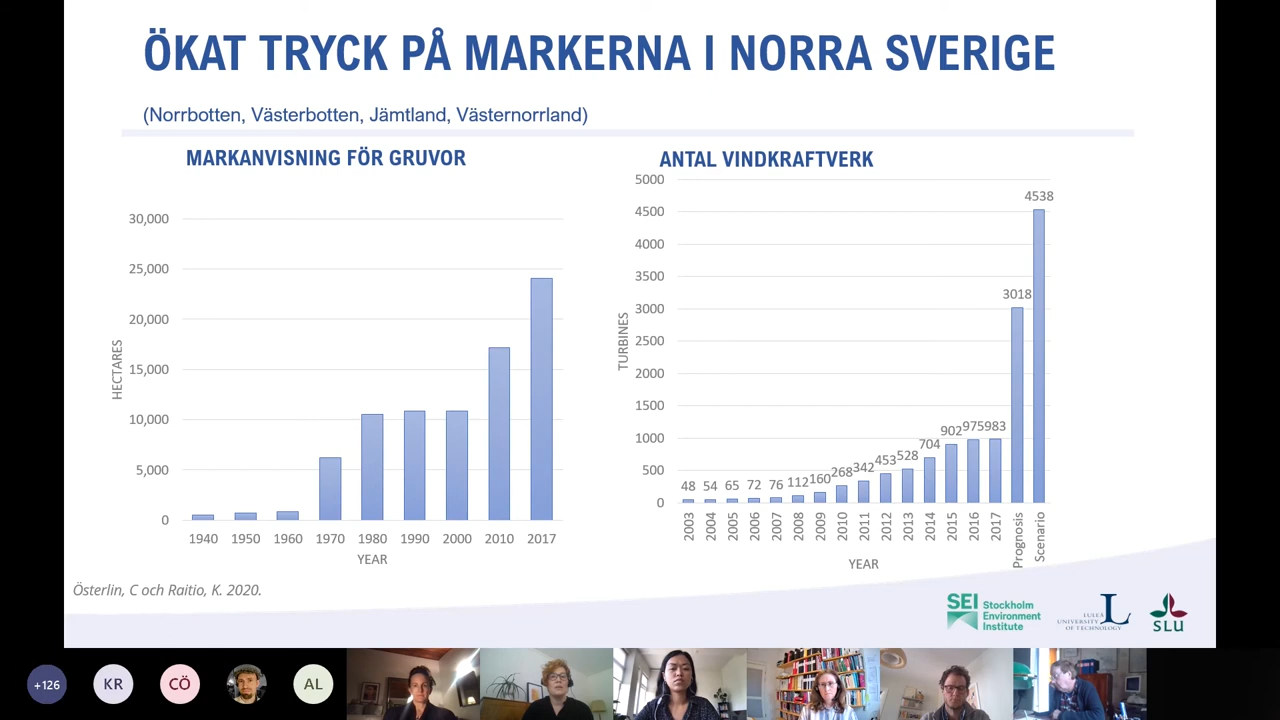 ÖKAT TRYCK PÅ MARKERNA I NORRA SVERIGE
(Norrbotten, Västerbotten, Jämtland, Västernorrland)
MARKANVISNING FÖR GRUVOR
30,000
25,000
20,000
15,000
10,000
5,000
0
HECTARES
1940 1950 1960 1970 1980 1990 2000 2010 2017
YEAR
ANTAL VINDKRAFTVERK
5000
4500
4000
3500
3000
2500
2000
1500
1000
500
0
TURBINES
48 54 65 72 76 112 160 268 342 453 528 704 902 975 983 3018 4538
2003 2004 2005 2006 2007 2008 2009 2010 2011 2012 2013 2014 2015 2016 2017 Prognosis Scenario
YEAR
Österlin, C och Raitio, K. 2020.
SEI Stockholm
Environment
Institute
LULEÅ
UNIVERSITY
OF TECHNOLOGY
L
SLU
+126 KR CÖ AL